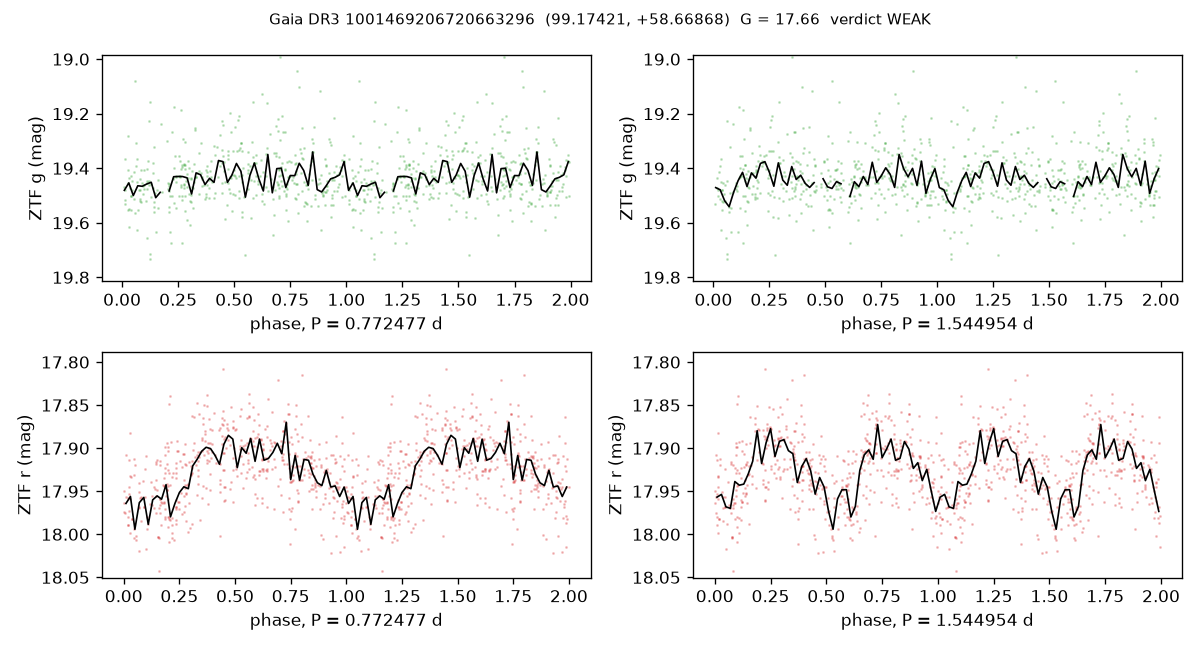 Gaia DR3 1001469206720663296 (99.17421, +58.66868) G = 17.66 verdict WEAK
ZTF g (mag)
19.0
19.2
19.4
19.6
19.8
0.00 0.25 0.50 0.75 1.00 1.25 1.50 1.75 2.00
phase, P = 0.772477 d
ZTF g (mag)
19.0
19.2
19.4
19.6
19.8
0.00 0.25 0.50 0.75 1.00 1.25 1.50 1.75 2.00
phase, P = 1.544954 d
ZTF r (mag)
17.80
17.85
17.90
17.95
18.00
18.05
0.00 0.25 0.50 0.75 1.00 1.25 1.50 1.75 2.00
phase, P = 0.772477 d
ZTF r (mag)
17.80
17.85
17.90
17.95
18.00
18.05
0.00 0.25 0.50 0.75 1.00 1.25 1.50 1.75 2.00
phase, P = 1.544954 d